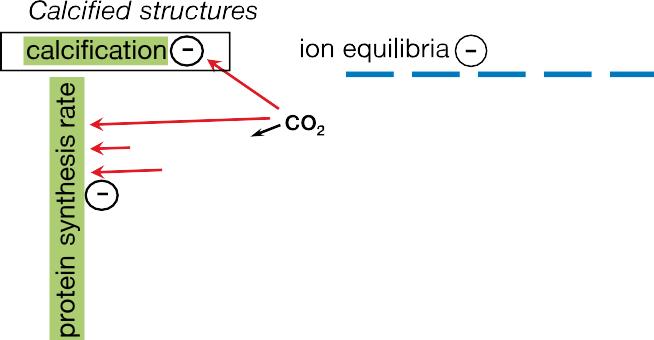 Calcified structures
calcification −
ion equilibria −
CO₂
protein synthesis rate
−